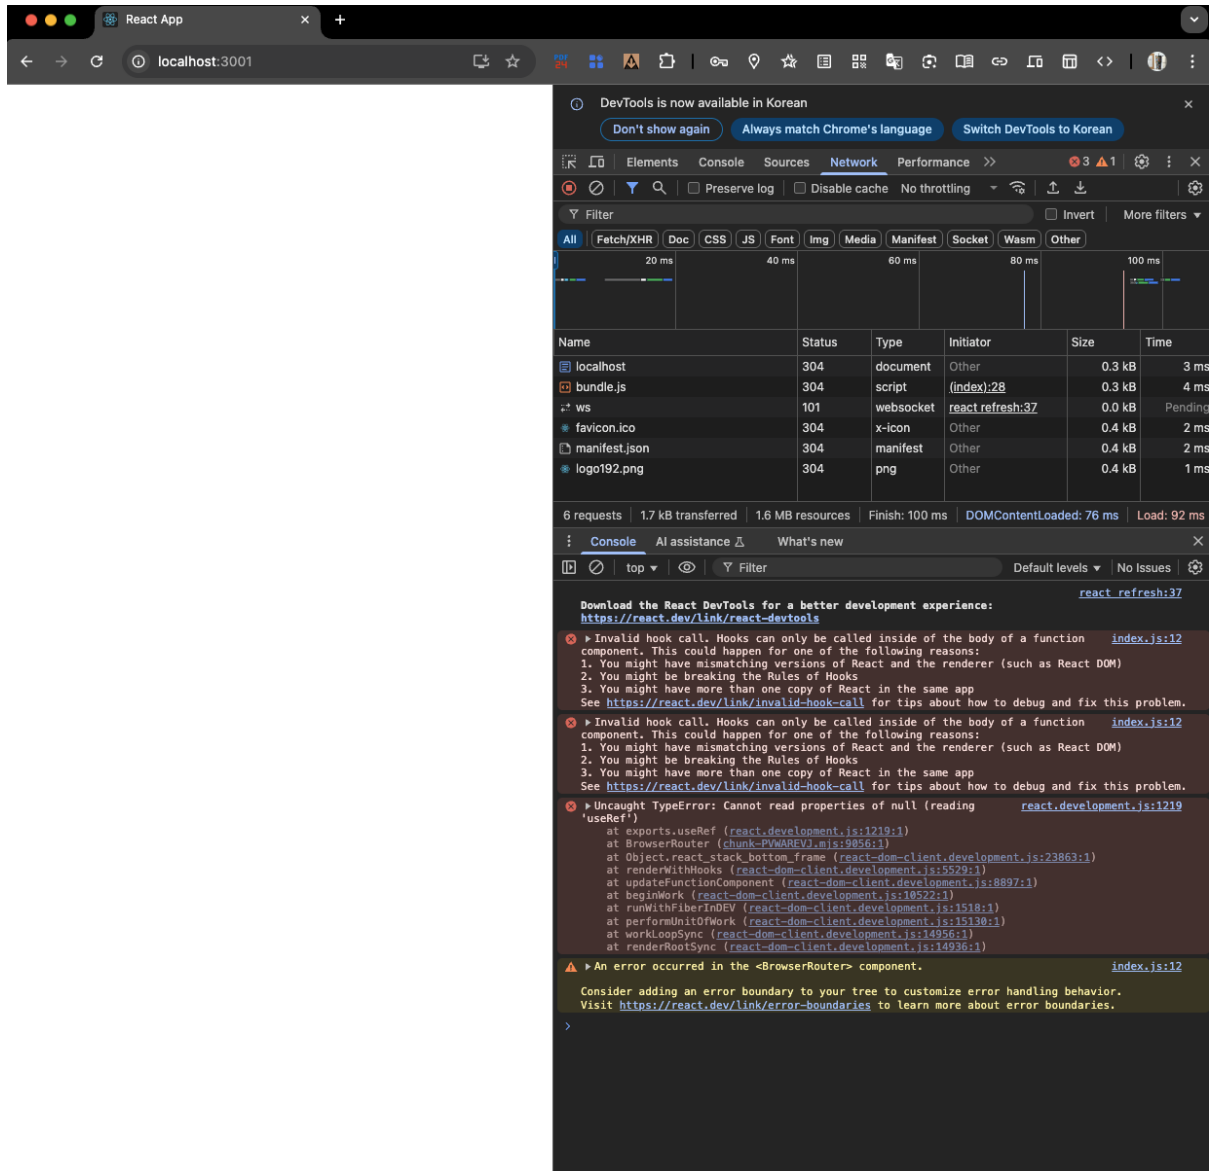 React App
localhost:3001
DevTools is now available in Korean
Don't show again
Always match Chrome's language
Switch DevTools to Korean
Elements Console Sources Network Performance
3 1
Preserve log Disable cache No throttling
Filter Invert More filters
All Fetch/XHR Doc CSS JS Font Img Media Manifest Socket Wasm Other
20 ms 40 ms 60 ms 80 ms 100 ms
Name Status Type Initiator Size Time
localhost 304 document Other 0.3 kB 3 ms
bundle.js 304 script (index):28 0.3 kB 4 ms
ws 101 websocket react refresh:37 0.0 kB Pending
favicon.ico 304 x-icon Other 0.4 kB 2 ms
manifest.json 304 manifest Other 0.4 kB 2 ms
logo192.png 304 png Other 0.4 kB 1 ms
6 requests 1.7 kB transferred 1.6 MB resources Finish: 100 ms DOMContentLoaded: 76 ms Load: 92 ms
Console AI assistance What's new
top Filter Default levels No Issues
react refresh:37
Download the React DevTools for a better development experience:
https://react.dev/link/react-devtools
Invalid hook call. Hooks can only be called inside of the body of a function index.js:12
component. This could happen for one of the following reasons:
1. You might have mismatching versions of React and the renderer (such as React DOM)
2. You might be breaking the Rules of Hooks
3. You might have more than one copy of React in the same app
See https://react.dev/link/invalid-hook-call for tips about how to debug and fix this problem.
Invalid hook call. Hooks can only be called inside of the body of a function index.js:12
component. This could happen for one of the following reasons:
1. You might have mismatching versions of React and the renderer (such as React DOM)
2. You might be breaking the Rules of Hooks
3. You might have more than one copy of React in the same app
See https://react.dev/link/invalid-hook-call for tips about how to debug and fix this problem.
Uncaught TypeError: Cannot read properties of null (reading react.development.js:1219
'useRef')
at exports.useRef (react.development.js:1219:1)
at BrowserRouter (chunk-PVWAREVJ.mjs:9056:1)
at Object.react_stack_bottom_frame (react-dom-client.development.js:23863:1)
at renderWithHooks (react-dom-client.development.js:5529:1)
at updateFunctionComponent (react-dom-client.development.js:8897:1)
at beginWork (react-dom-client.development.js:10522:1)
at runWithFiberInDEV (react-dom-client.development.js:1518:1)
at performUnitOfWork (react-dom-client.development.js:15130:1)
at workLoopSync (react-dom-client.development.js:14956:1)
at renderRootSync (react-dom-client.development.js:14936:1)
An error occurred in the <BrowserRouter> component. index.js:12
Consider adding an error boundary to your tree to customize error handling behavior.
Visit https://react.dev/link/error-boundaries to learn more about error boundaries.